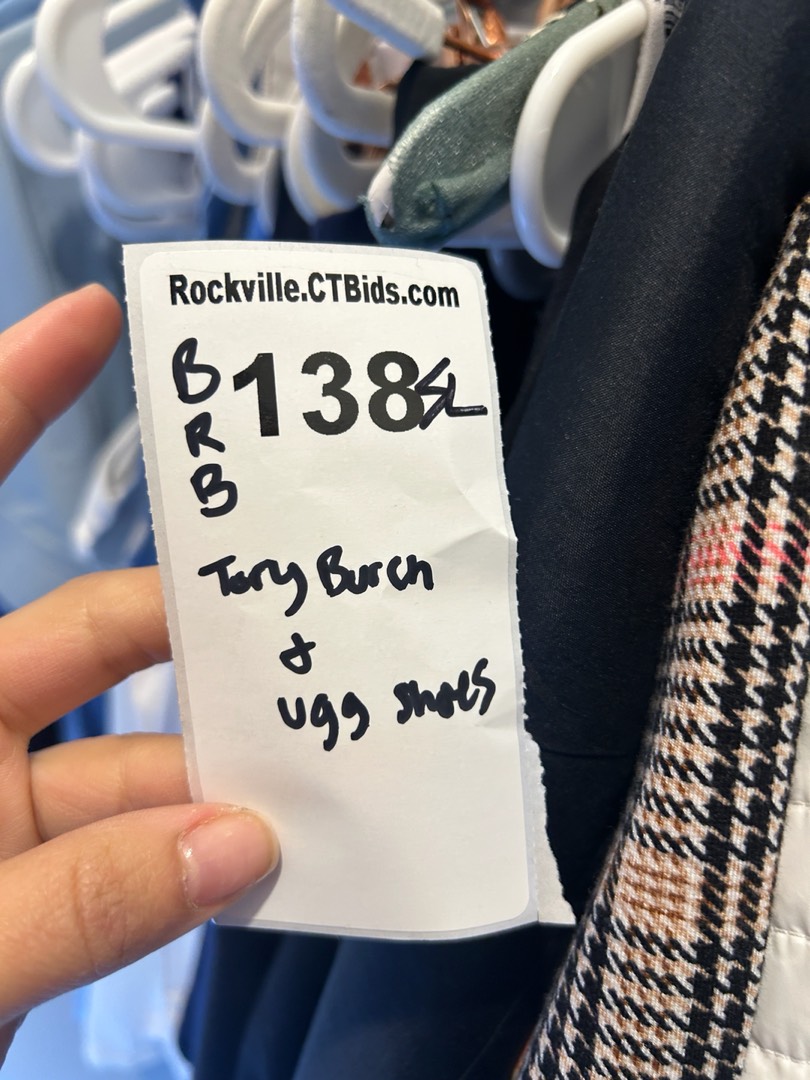 Rockville.CTBids.com
B
R
B
138SL
Tory Burch
&
ugg shoes